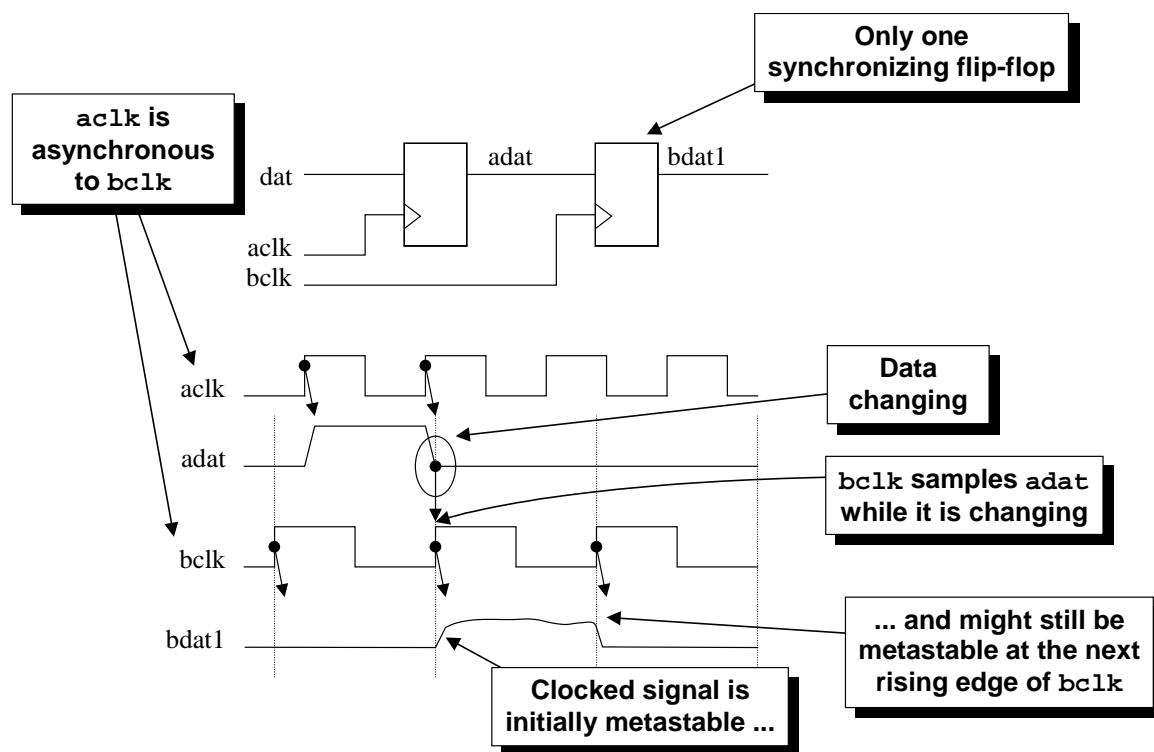 Only one
synchronizing flip-flop
aclk is
asynchronous
to bclk
dat
adat
bdat1
aclk
bclk
aclk
Data
changing
adat
bclk samples adat
while it is changing
bclk
bdat1
... and might still be
metastable at the next
rising edge of bclk
Clocked signal is
initially metastable ...